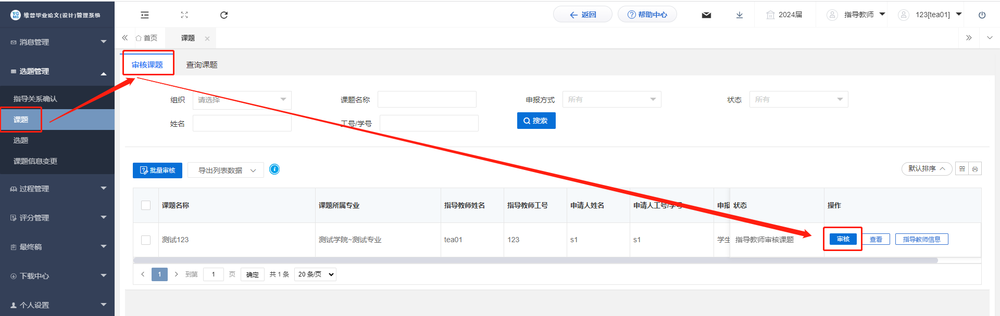 维普毕业论文(设计)管理系统
返回
帮助中心
2024届
指导教师
123[tea01]
首页
课题
消息管理
选题管理
指导关系确认
课题
选题
课题信息变更
过程管理
评分管理
最终稿
下载中心
个人设置
审核课题
查询课题
组织 请选择
课题名称
申报方式 所有
状态 所有
姓名
工号/学号
搜索
批量审核
导出列表数据
默认排序
课题名称 课题所属专业 指导教师姓名 指导教师工号 申请人姓名 申请人工号/学号 申报 状态 操作
测试123 测试学院~测试专业 tea01 123 s1 s1 学生 指导教师审核课题 审核 查看 指导教师信息
1 到第 1 页 确定 共 1 条 20 条/页